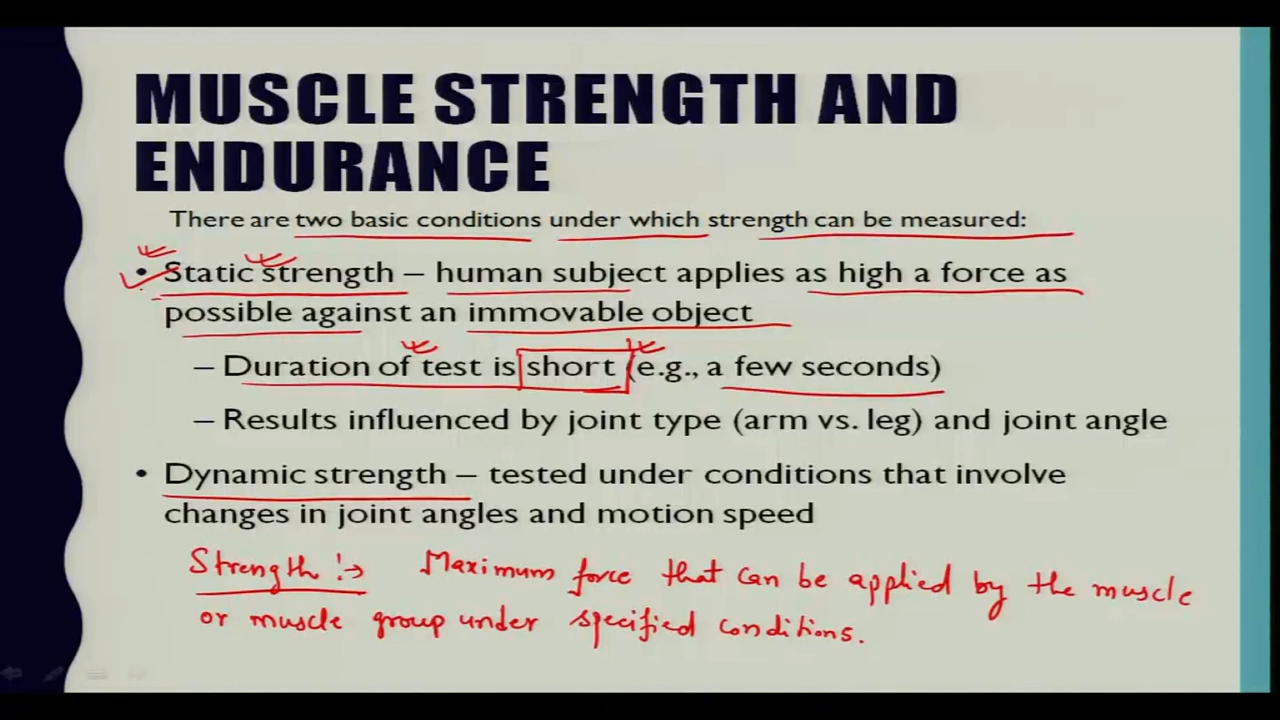 MUSCLE STRENGTH AND
ENDURANCE
There are two basic conditions under which strength can be measured:
• Static strength – human subject applies as high a force as
possible against an immovable object
– Duration of test is short (e.g., a few seconds)
– Results influenced by joint type (arm vs. leg) and joint angle
• Dynamic strength – tested under conditions that involve
changes in joint angles and motion speed
Strength :→ Maximum force that can be applied by the muscle
or muscle group under specified conditions.